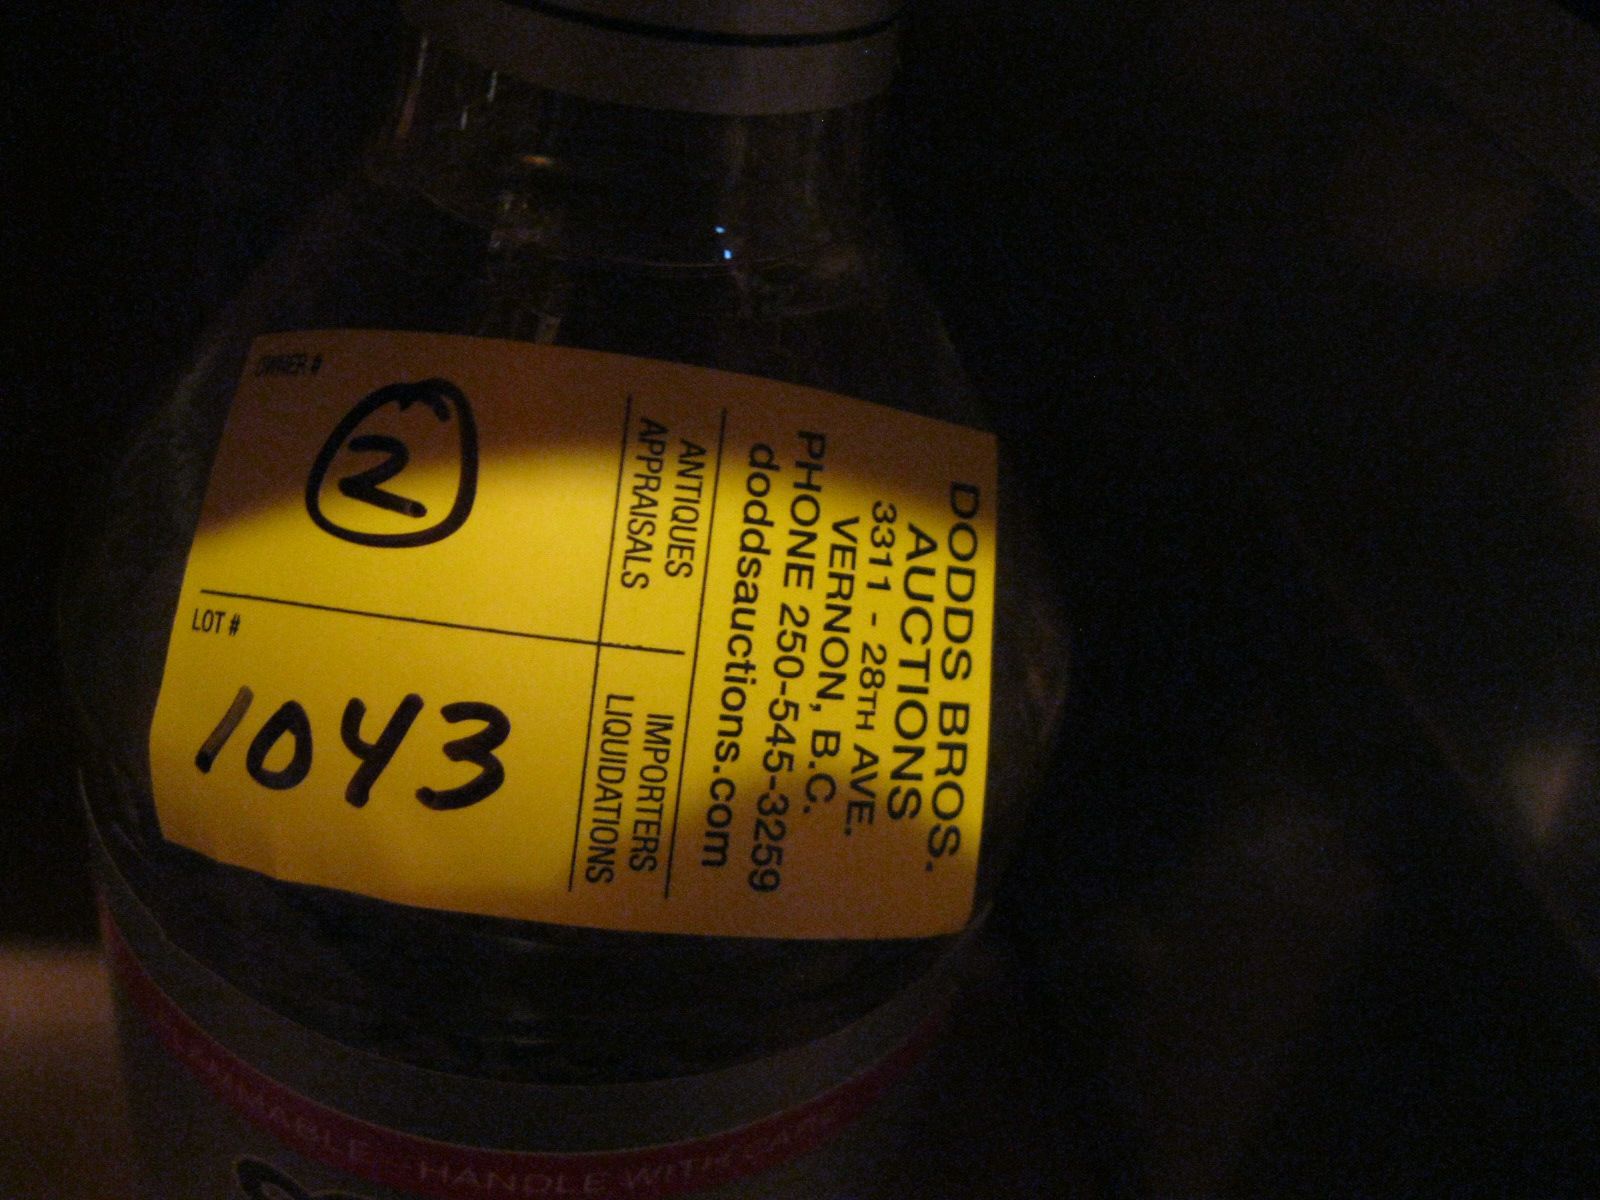 DODDS BROS.
AUCTIONS
3311 - 28TH AVE.
VERNON, B.C.
PHONE 250-545-3259
doddsauctions.com
ANTIQUES
APPRAISALS
IMPORTERS
LIQUIDATIONS
OWNER #
2
LOT #
1043
HANDLE WITH